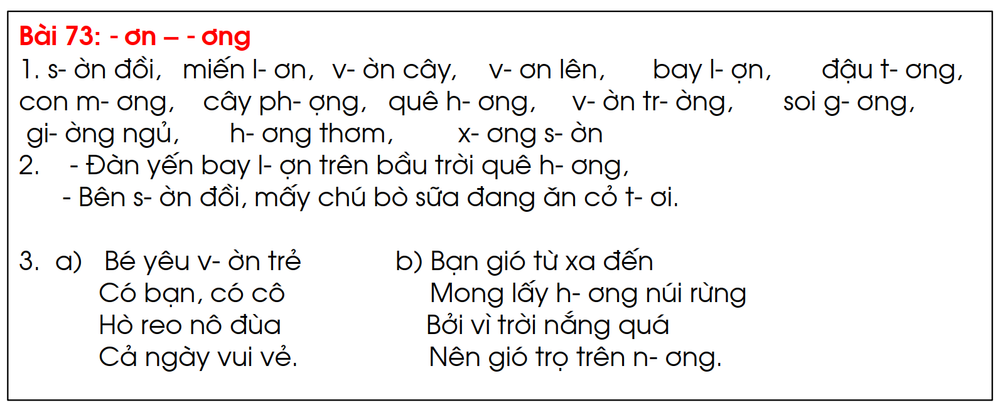 Bài 73: - ơn – - ơng
1. s- ờn đồi, miến l- ơn, v- ờn cây, v- ơn lên, bay l- ợn, đậu t- ơng,
con m- ơng, cây ph- ợng, quê h- ơng, v- ờn tr- ờng, soi g- ơng,
gi- ờng ngủ, h- ơng thơm, x- ơng s- ờn
2. - Đàn yến bay l- ợn trên bầu trời quê h- ơng,
- Bên s- ờn đồi, mấy chú bò sữa đang ăn cỏ t- ơi.
3. a) Bé yêu v- ờn trẻ b) Bạn gió từ xa đến
Có bạn, có cô Mong lấy h- ơng núi rừng
Hò reo nô đùa Bởi vì trời nắng quá
Cả ngày vui vẻ. Nên gió trọ trên n- ơng.